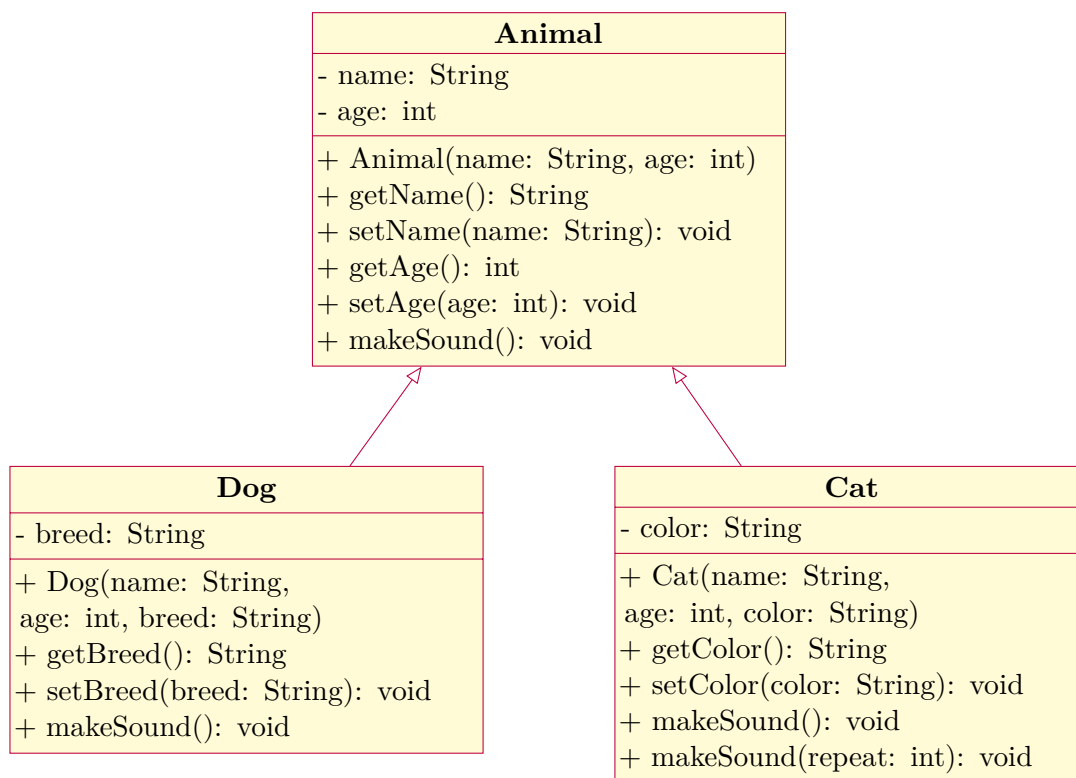 Animal
- name: String
- age: int
+ Animal(name: String, age: int)
+ getName(): String
+ setName(name: String): void
+ getAge(): int
+ setAge(age: int): void
+ makeSound(): void
Dog
- breed: String
+ Dog(name: String,
age: int, breed: String)
+ getBreed(): String
+ setBreed(breed: String): void
+ makeSound(): void
Cat
- color: String
+ Cat(name: String,
age: int, color: String)
+ getColor(): String
+ setColor(color: String): void
+ makeSound(): void
+ makeSound(repeat: int): void